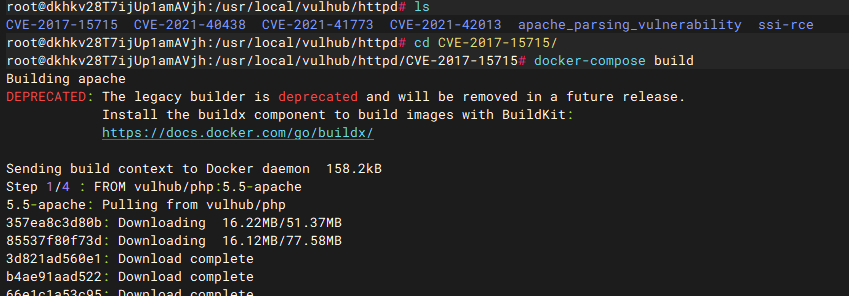 root@dkhkv28T7ijUp1amAVjh:/usr/local/vulhub/httpd# ls
CVE-2017-15715  CVE-2021-40438  CVE-2021-41773  CVE-2021-42013  apache_parsing_vulnerability  ssi-rce
root@dkhkv28T7ijUp1amAVjh:/usr/local/vulhub/httpd# cd CVE-2017-15715/
root@dkhkv28T7ijUp1amAVjh:/usr/local/vulhub/httpd/CVE-2017-15715# docker-compose build
Building apache
DEPRECATED: The legacy builder is deprecated and will be removed in a future release.
            Install the buildx component to build images with BuildKit:
            https://docs.docker.com/go/buildx/
Sending build context to Docker daemon  158.2kB
Step 1/4 : FROM vulhub/php:5.5-apache
5.5-apache: Pulling from vulhub/php
357ea8c3d80b: Downloading  16.22MB/51.37MB
85537f80f73d: Downloading  16.12MB/77.58MB
3d821ad560e1: Download complete
b4ae91aad522: Download complete
66e1c1a53c95: Download complete